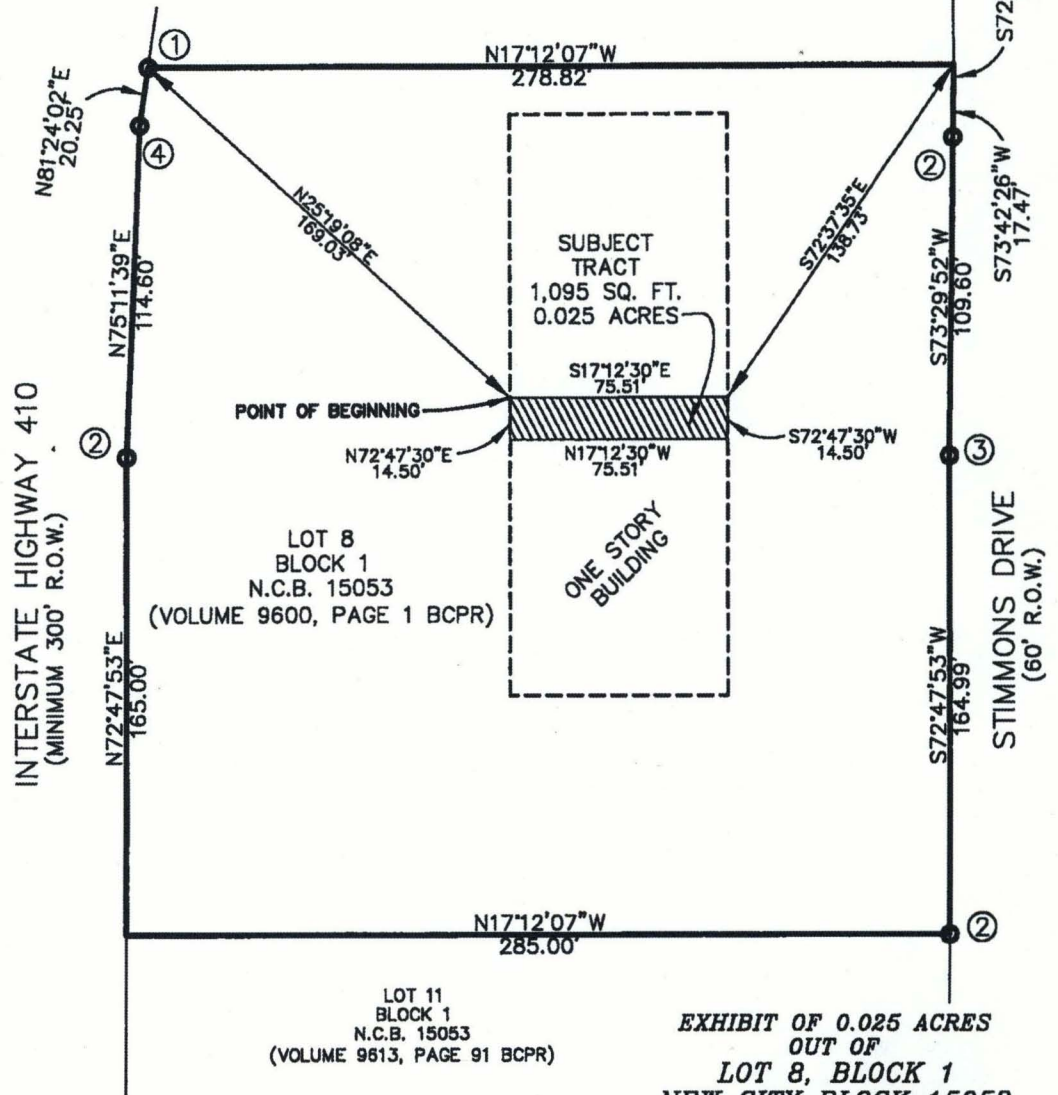 ①
N17°12'07"W
278.82'
S72
N81°24'02"E
20.25'
④
②
S73°42'26"W
17.47'
N25°19'08"E
169.03'
S72°37'35"E
138.73'
SUBJECT
TRACT
1,095 SQ. FT.
0.025 ACRES
N75°11'39"E
114.60'
S73°29'52"W
109.60'
S17°12'30"E
75.51'
POINT OF BEGINNING
N72°47'30"E
14.50'
N17°12'30"W
75.51'
S72°47'30"W
14.50'
②
③
INTERSTATE HIGHWAY 410
(MINIMUM 300' R.O.W.)
LOT 8
BLOCK 1
N.C.B. 15053
(VOLUME 9600, PAGE 1 BCPR)
ONE STORY
BUILDING
STIMMONS DRIVE
(60' R.O.W.)
N72°47'53"E
165.00'
S72°47'53"W
164.99'
N17°12'07"W
285.00'
②
LOT 11
BLOCK 1
N.C.B. 15053
(VOLUME 9613, PAGE 91 BCPR)
EXHIBIT OF 0.025 ACRES
OUT OF
LOT 8, BLOCK 1
NEW CITY BLOCK 15053